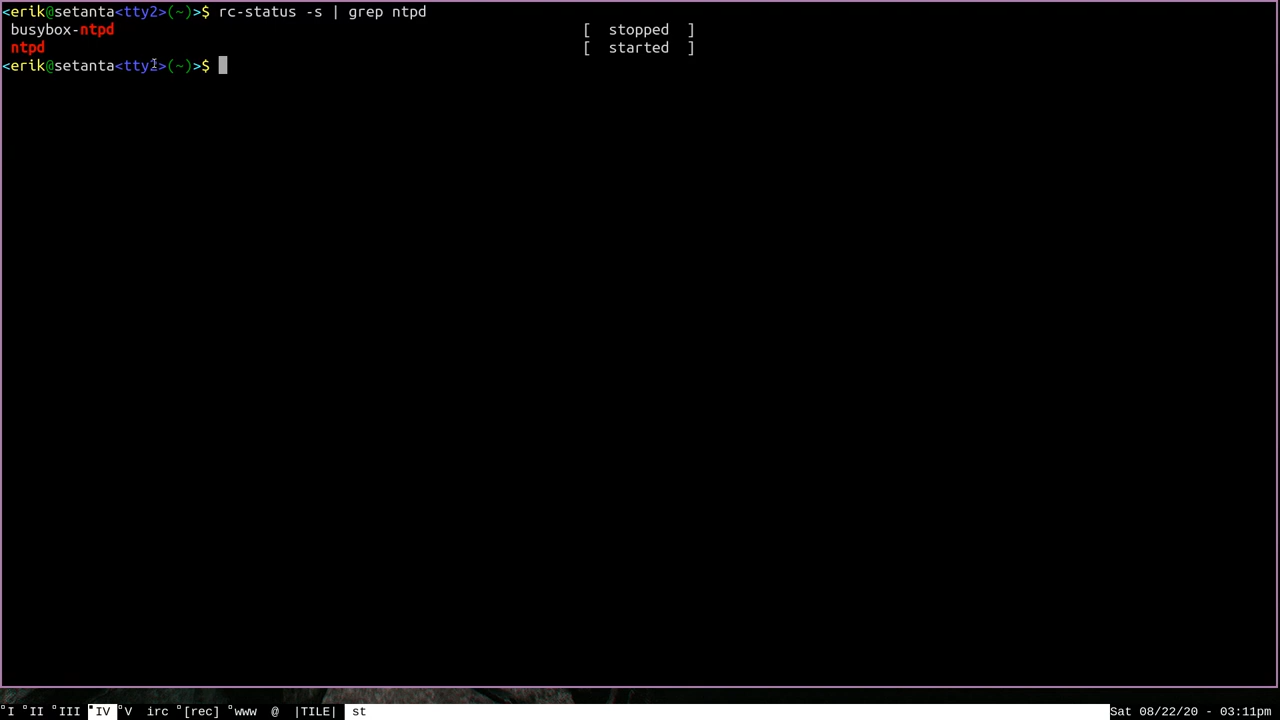 <erik@setanta<tty2>(~)>$ rc-status -s | grep ntpd
busybox-ntpd [  stopped  ]
ntpd [  started  ]
<erik@setanta<tty2>(~)>$
°I °II °III °IV °V irc °[rec] °www @ |TILE| st Sat 08/22/20 - 03:11pm